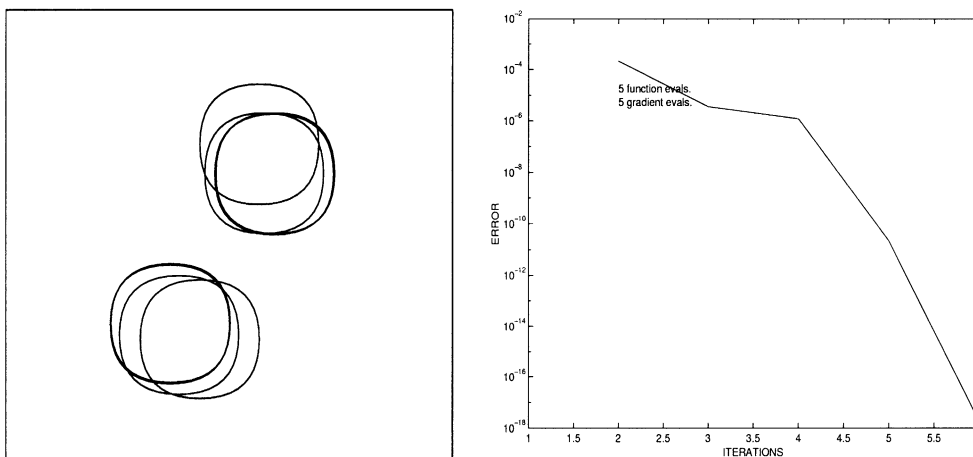 10^-2
10^-4
5 function evals.
5 gradient evals.
10^-6
10^-8
10^-10
ERROR
10^-12
10^-14
10^-16
10^-18
1 1.5 2 2.5 3 3.5 4 4.5 5 5.5
ITERATIONS